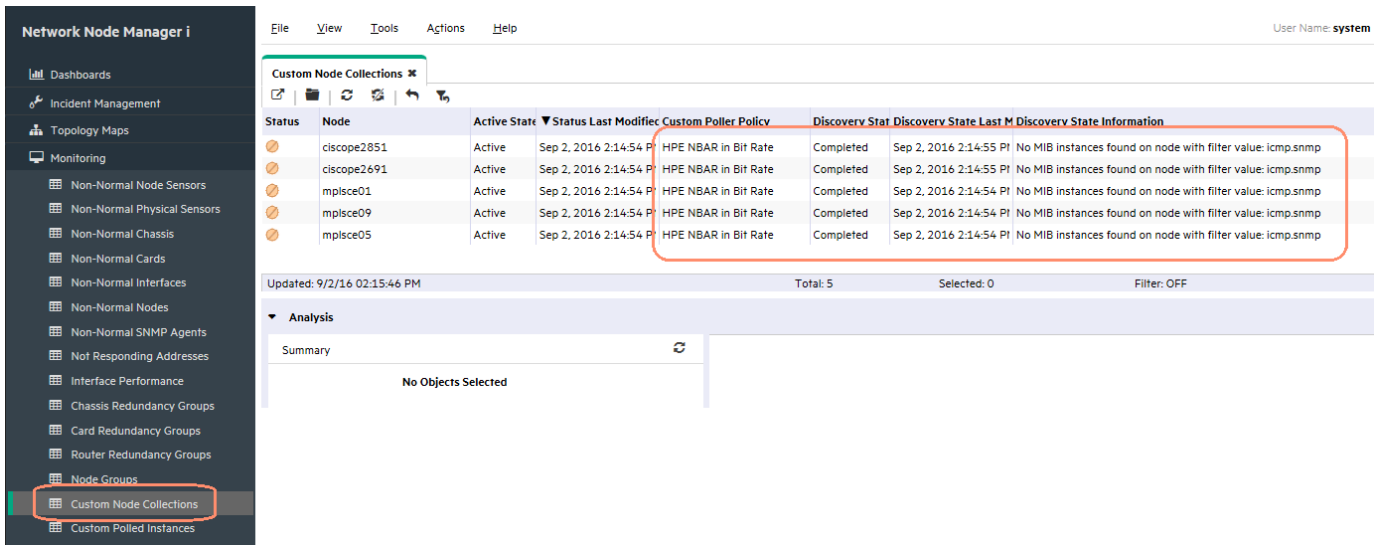 Network Node Manager i
File View Tools Actions Help
User Name: system
Dashboards
Incident Management
Topology Maps
Monitoring
Non-Normal Node Sensors
Non-Normal Physical Sensors
Non-Normal Chassis
Non-Normal Cards
Non-Normal Interfaces
Non-Normal Nodes
Non-Normal SNMP Agents
Not Responding Addresses
Interface Performance
Chassis Redundancy Groups
Card Redundancy Groups
Router Redundancy Groups
Node Groups
Custom Node Collections
Custom Polled Instances
Custom Node Collections ✖
Status Node Active State ▼Status Last Modified Custom Poller Policy Discovery Stat Discovery State Last M Discovery State Information
ciscope2851 Active Sep 2, 2016 2:14:54 P HPE NBAR in Bit Rate Completed Sep 2, 2016 2:14:55 PM No MIB instances found on node with filter value: icmp.snmp
ciscope2691 Active Sep 2, 2016 2:14:54 P HPE NBAR in Bit Rate Completed Sep 2, 2016 2:14:55 PM No MIB instances found on node with filter value: icmp.snmp
mplsce01 Active Sep 2, 2016 2:14:54 P HPE NBAR in Bit Rate Completed Sep 2, 2016 2:14:54 PM No MIB instances found on node with filter value: icmp.snmp
mplsce09 Active Sep 2, 2016 2:14:54 P HPE NBAR in Bit Rate Completed Sep 2, 2016 2:14:54 PM No MIB instances found on node with filter value: icmp.snmp
mplsce05 Active Sep 2, 2016 2:14:54 P HPE NBAR in Bit Rate Completed Sep 2, 2016 2:14:54 PM No MIB instances found on node with filter value: icmp.snmp
Updated: 9/2/16 02:15:46 PM Total: 5 Selected: 0 Filter: OFF
Analysis
Summary
No Objects Selected